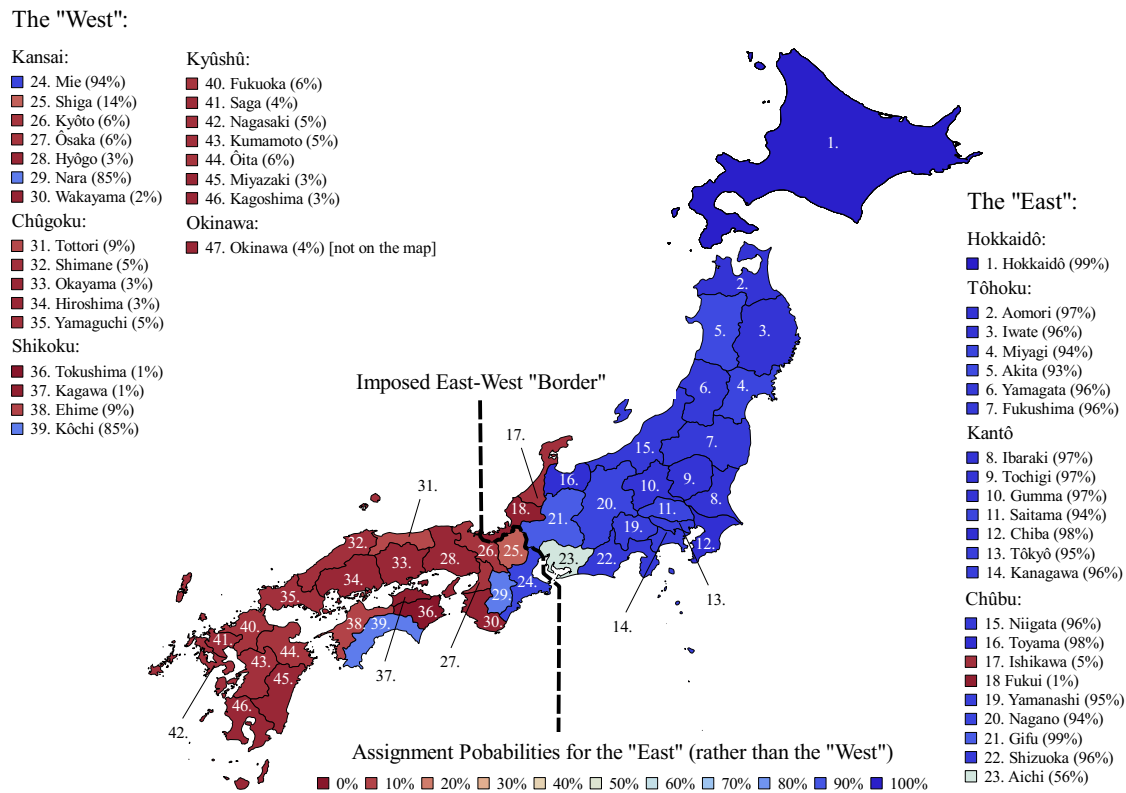 The "West":
Kansai:
24. Mie (94%)
25. Shiga (14%)
26. Kyôto (6%)
27. Ôsaka (6%)
28. Hyôgo (3%)
29. Nara (85%)
30. Wakayama (2%)
Chûgoku:
31. Tottori (9%)
32. Shimane (5%)
33. Okayama (3%)
34. Hiroshima (3%)
35. Yamaguchi (5%)
Shikoku:
36. Tokushima (1%)
37. Kagawa (1%)
38. Ehime (9%)
39. Kôchi (85%)
Kyûshû:
40. Fukuoka (6%)
41. Saga (4%)
42. Nagasaki (5%)
43. Kumamoto (5%)
44. Ôita (6%)
45. Miyazaki (3%)
46. Kagoshima (3%)
Okinawa:
47. Okinawa (4%) [not on the map]
Imposed East-West "Border"
1.
2.
5.
3.
6.
4.
17.
15.
7.
16.
20.
10.
9.
8.
31.
18.
21.
11.
19.
32.
26.
25.
23.
22.
12.
33.
28.
34.
24.
35.
29.
13.
36.
30.
38.
39.
40.
14.
41.
44.
27.
43.
37.
45.
46.
42.
The "East":
Hokkaidô:
1. Hokkaidô (99%)
Tôhoku:
2. Aomori (97%)
3. Iwate (96%)
4. Miyagi (94%)
5. Akita (93%)
6. Yamagata (96%)
7. Fukushima (96%)
Kantô
8. Ibaraki (97%)
9. Tochigi (97%)
10. Gumma (97%)
11. Saitama (94%)
12. Chiba (98%)
13. Tôkyô (95%)
14. Kanagawa (96%)
Chûbu:
15. Niigata (96%)
16. Toyama (98%)
17. Ishikawa (5%)
18 Fukui (1%)
19. Yamanashi (95%)
20. Nagano (94%)
21. Gifu (99%)
22. Shizuoka (96%)
23. Aichi (56%)
Assignment Pobabilities for the "East" (rather than the "West")
0% 10% 20% 30% 40% 50% 60% 70% 80% 90% 100%